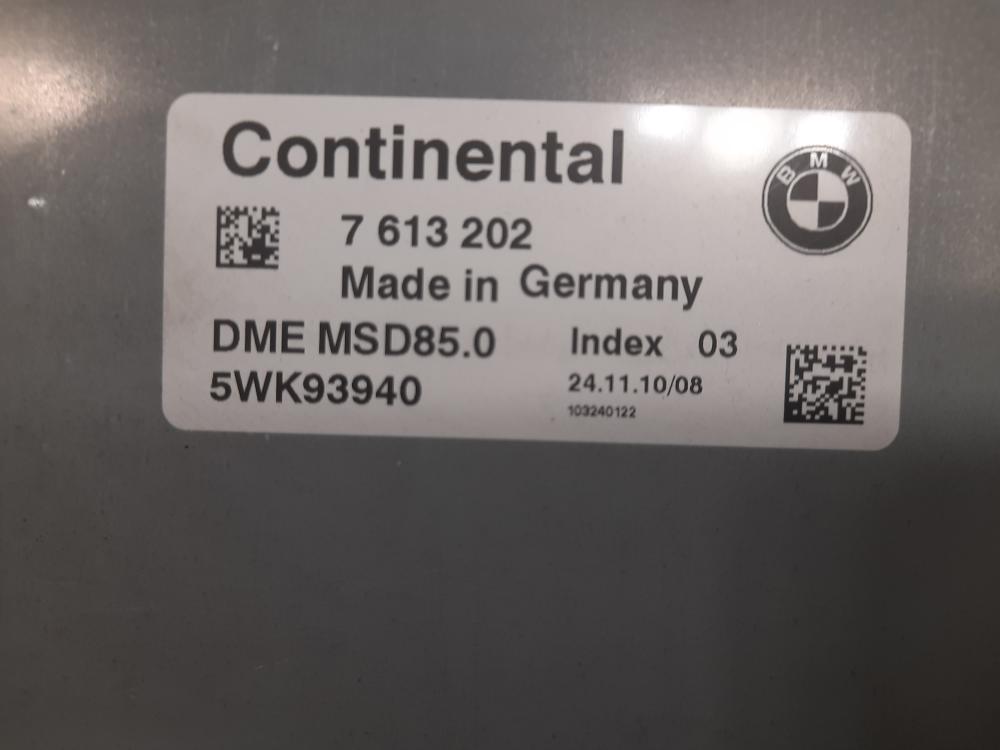 Continental
BMW
7 613 202
Made in Germany
DME MSD85.0 Index 03
5WK93940 24.11.10/08
103240122